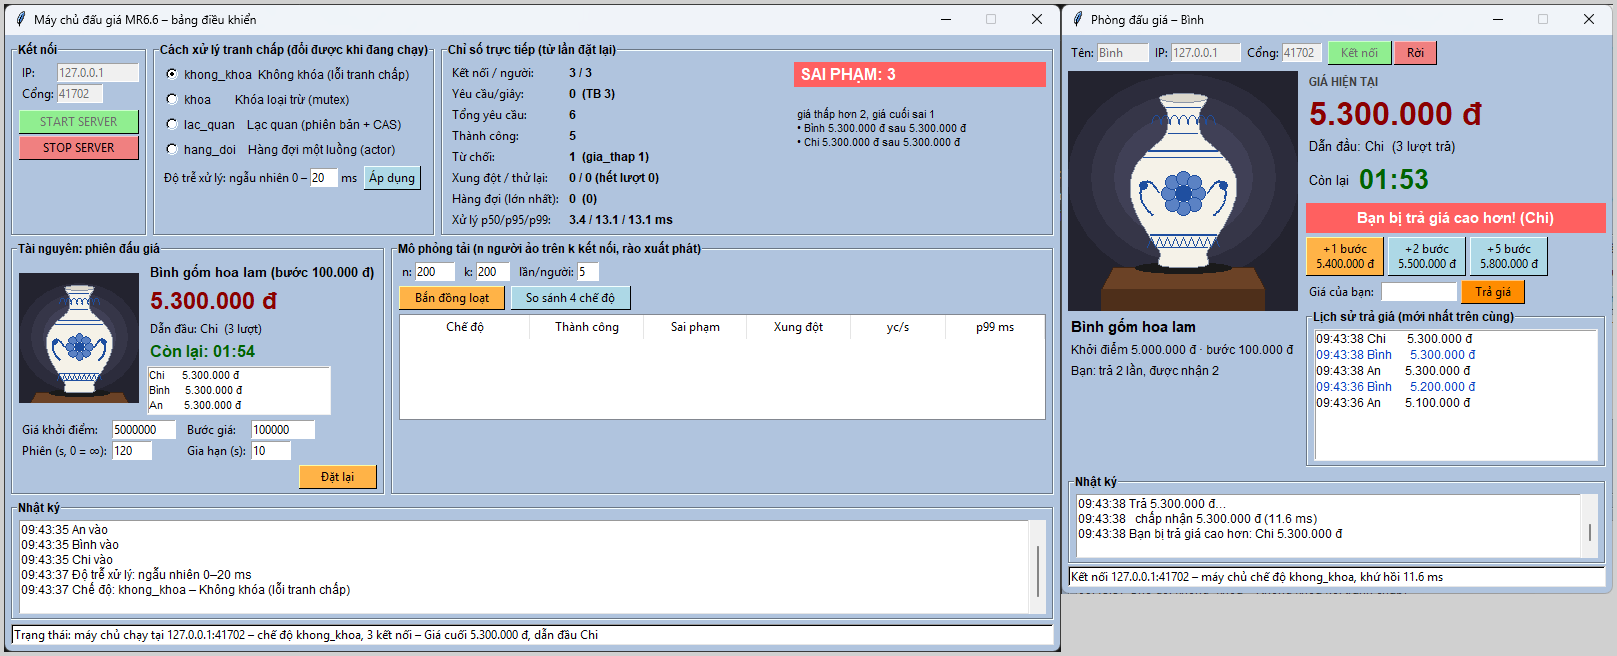 Máy chủ đấu giá MR6.6 – bảng điều khiển
Kết nối
IP: 127.0.0.1
Cổng: 41702
START SERVER
STOP SERVER
Cách xử lý tranh chấp (đổi được khi đang chạy)
khong_khoa Không khóa (lỗi tranh chấp)
khoa Khóa loại trừ (mutex)
lac_quan Lạc quan (phiên bản + CAS)
hang_doi Hàng đợi một luồng (actor)
Độ trễ xử lý: ngẫu nhiên 0 – 20 ms Áp dụng
Chỉ số trực tiếp (từ lần đặt lại)
Kết nối / người: 3 / 3
Yêu cầu/giây: 0 (TB 3)
Tổng yêu cầu: 6
Thành công: 5
Từ chối: 1 (gia_thap 1)
Xung đột / thử lại: 0 / 0 (hết lượt 0)
Hàng đợi (lớn nhất): 0 (0)
Xử lý p50/p95/p99: 3.4 / 13.1 / 13.1 ms
SAI PHẠM: 3
giá thấp hơn 2, giá cuối sai 1
• Bình 5.300.000 đ sau 5.300.000 đ
• Chi 5.300.000 đ sau 5.300.000 đ
Tài nguyên: phiên đấu giá
Bình gốm hoa lam (bước 100.000 đ)
5.300.000 đ
Dẫn đầu: Chi (3 lượt)
Còn lại: 01:54
Chi 5.300.000 đ
Bình 5.300.000 đ
An 5.300.000 đ
Giá khởi điểm: 5000000 Bước giá: 100000
Phiên (s, 0 = ∞): 120 Gia hạn (s): 10
Đặt lại
Mô phỏng tải (n người ảo trên k kết nối, rào xuất phát)
n: 200 k: 200 lần/người: 5
Bắn đồng loạt So sánh 4 chế độ
Chế độ Thành công Sai phạm Xung đột yc/s p99 ms
Nhật ký
09:43:35 An vào
09:43:35 Bình vào
09:43:35 Chi vào
09:43:37 Độ trễ xử lý: ngẫu nhiên 0–20 ms
09:43:37 Chế độ: khong_khoa – Không khóa (lỗi tranh chấp)
Trạng thái: máy chủ chạy tại 127.0.0.1:41702 – chế độ khong_khoa, 3 kết nối – Giá cuối 5.300.000 đ, dẫn đầu Chi
Phòng đấu giá – Bình
Tên: Bình IP: 127.0.0.1 Cổng: 41702 Kết nối Rời
GIÁ HIỆN TẠI
5.300.000 đ
Dẫn đầu: Chi (3 lượt trả)
Còn lại 01:53
Bạn bị trả giá cao hơn! (Chi)
+1 bước +2 bước +5 bước
5.400.000 đ 5.500.000 đ 5.800.000 đ
Giá của bạn: Trả giá
Bình gốm hoa lam
Khởi điểm 5.000.000 đ · bước 100.000 đ
Bạn: trả 2 lần, được nhận 2
Lịch sử trả giá (mới nhất trên cùng)
09:43:38 Chi 5.300.000 đ
09:43:38 Bình 5.300.000 đ
09:43:38 An 5.300.000 đ
09:43:36 Bình 5.200.000 đ
09:43:36 An 5.100.000 đ
Nhật ký
09:43:38 Trả 5.300.000 đ...
09:43:38 chấp nhận 5.300.000 đ (11.6 ms)
09:43:38 Bạn bị trả giá cao hơn: Chi 5.300.000 đ
Kết nối 127.0.0.1:41702 – máy chủ chế độ khong_khoa, khứ hồi 11.6 ms